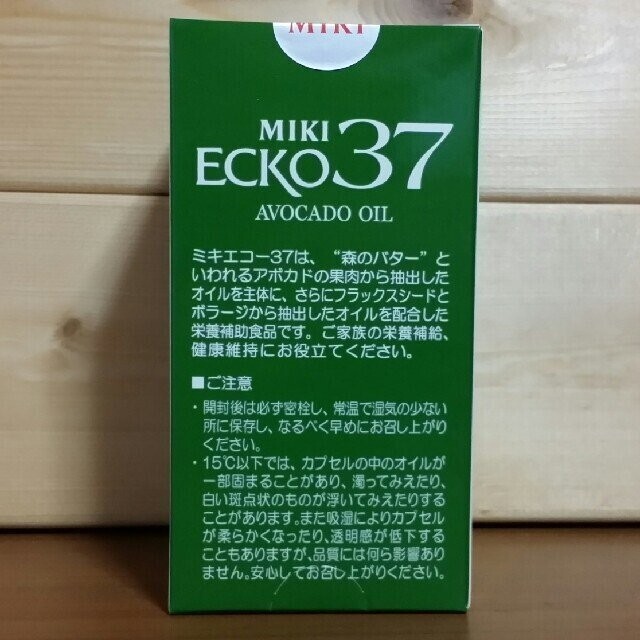 MIKI
MIKI
ECKO37
AVOCADO OIL
ミキエコー37は、“森のバター”と
いわれるアボカドの果肉から抽出した
オイルを主体に、さらにフラックスシードと
ボラージから抽出したオイルを配合した
栄養補助食品です。ご家族の栄養補給、
健康維持にお役立てください。
■ご注意
・開封後は必ず密栓し、常温で湿気の少ない
所に保存し、なるべく早めにお召し上がり
ください。
・15℃以下では、カプセルの中のオイルが
一部固まることがあり、濁ってみえたり、
白い斑点状のものが浮いてみえたりする
ことがあります。また吸湿によりカプセル
が柔らかくなったり、透明感が低下する
こともありますが、品質には何ら影響あり
ません。安心してお召し上がりください。